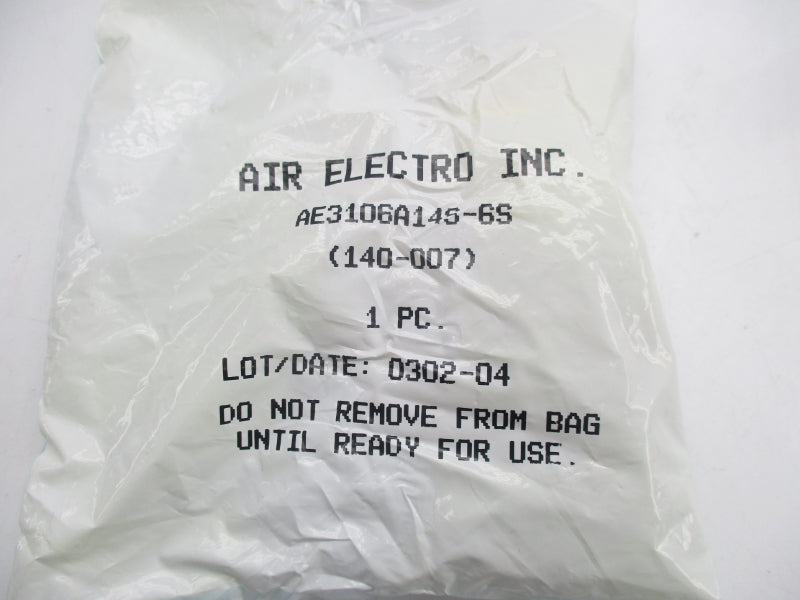 AIR ELECTRO INC.
AE3106A14S-6S
(140-007)
1 PC.
LOT/DATE: 0302-04
DO NOT REMOVE FROM BAG
UNTIL READY FOR USE.